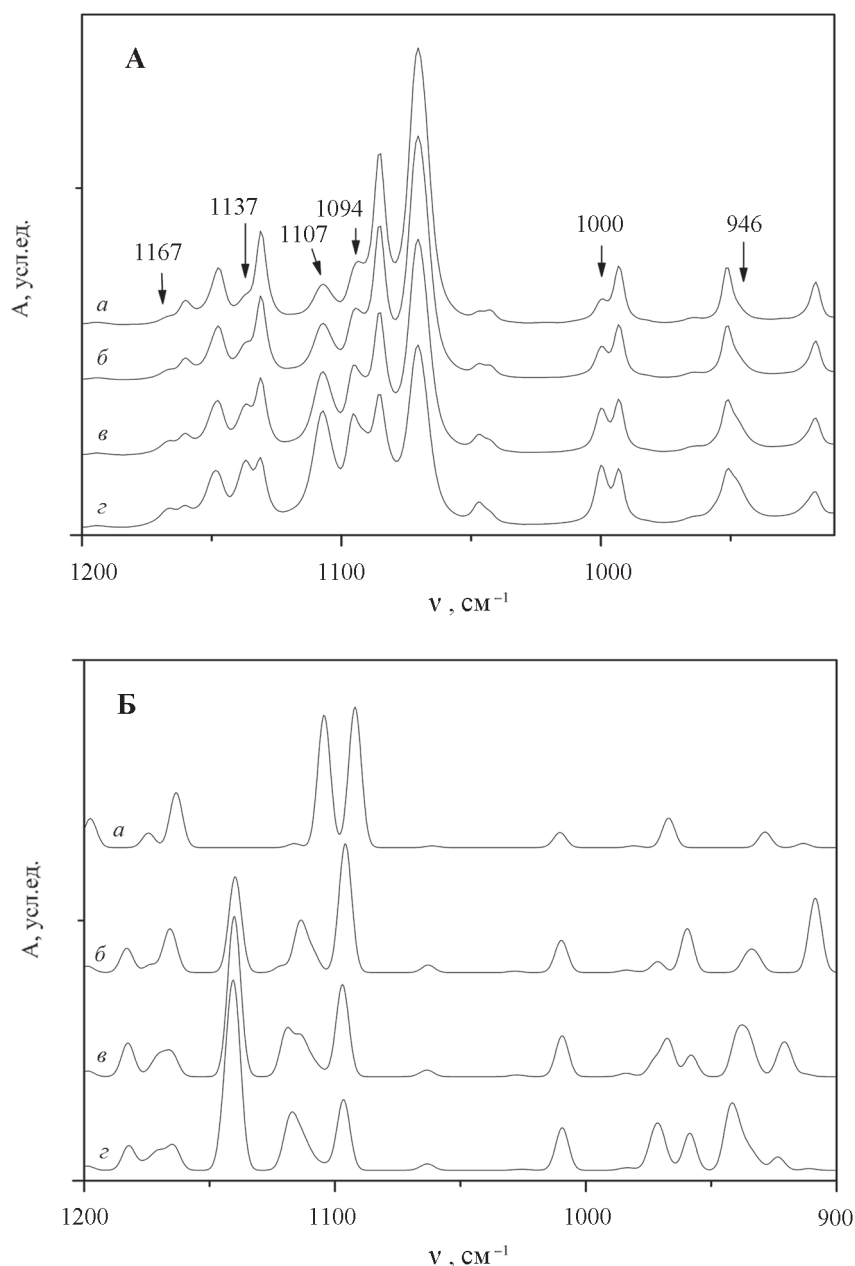 А
1137
1094
1167
1107
1000
946
А, усл.ед.
а
б
в
г
1200
1100
1000
ν , см⁻¹
Б
А, усл.ед.
а
б
в
г
1200
1100
1000
900
ν , см⁻¹